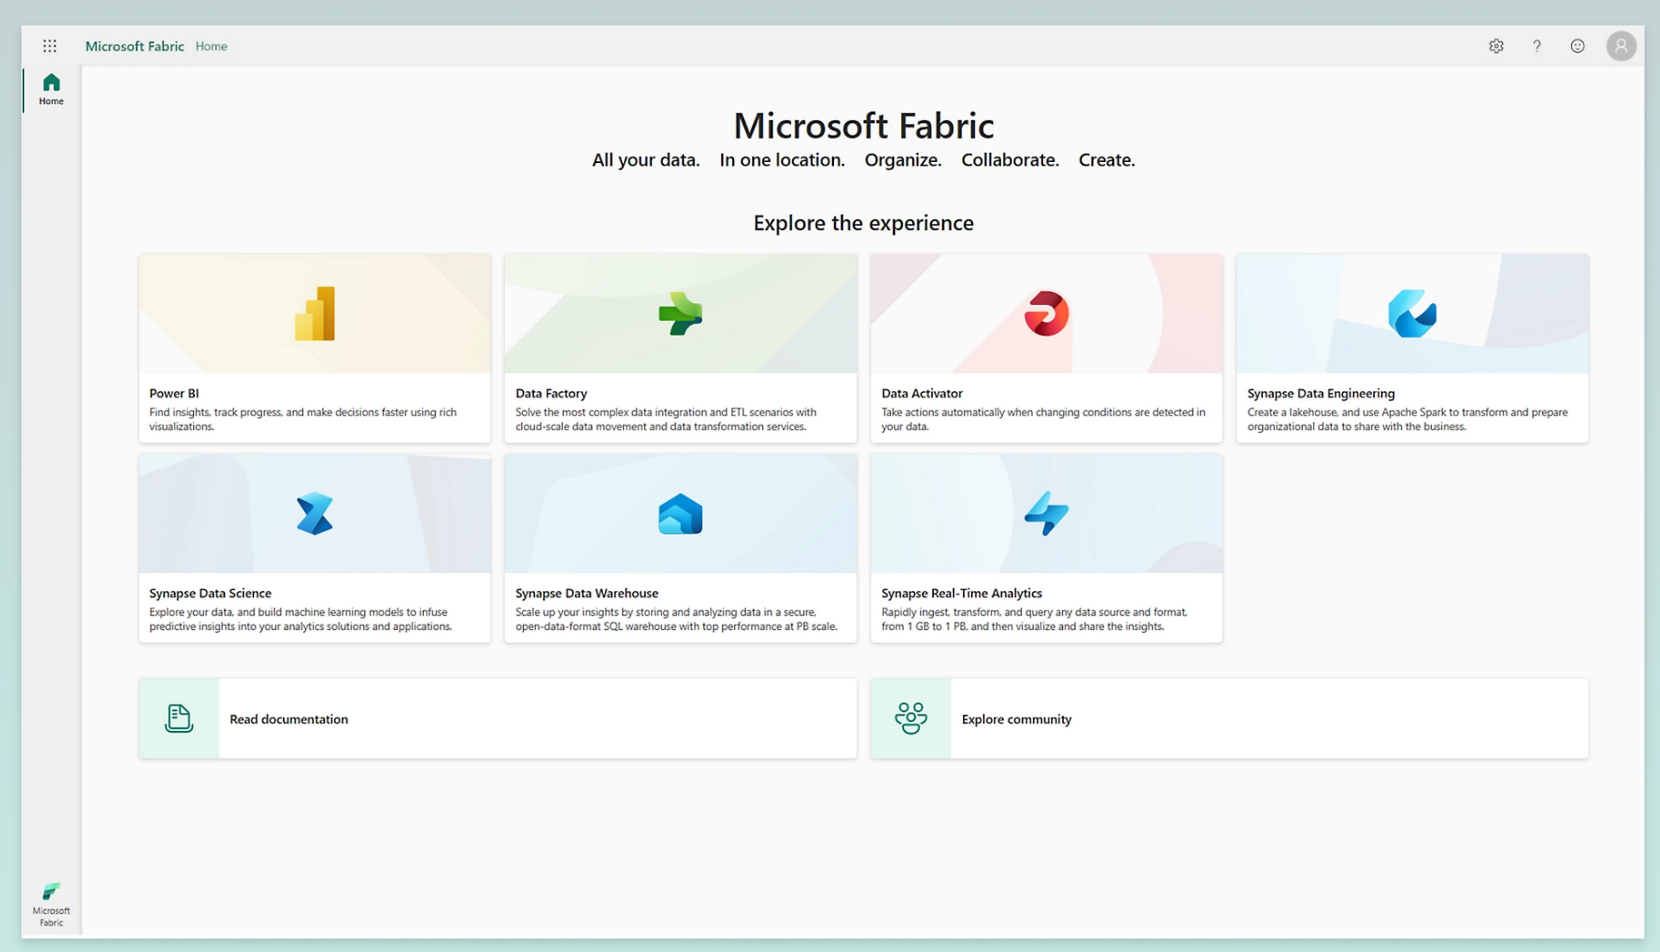 Microsoft Fabric Home
?
Home
Microsoft Fabric
All your data. In one location. Organize. Collaborate. Create.
Explore the experience
Power BI
Find insights, track progress, and make decisions faster using rich
visualizations.
Data Factory
Solve the most complex data integration and ETL scenarios with
cloud-scale data movement and data transformation services.
Data Activator
Take actions automatically when changing conditions are detected in
your data.
Synapse Data Engineering
Create a lakehouse, and use Apache Spark to transform and prepare
organizational data to share with the business.
Synapse Data Science
Explore your data, and build machine learning models to infuse
predictive insights into your analytics solutions and applications.
Synapse Data Warehouse
Scale up your insights by storing and analyzing data in a secure,
open-data-format SQL warehouse with top performance at PB scale.
Synapse Real-Time Analytics
Rapidly ingest, transform, and query any data source and format,
from 1 GB to 1 PB, and then visualize and share the insights.
Read documentation
Explore community
Microsoft
Fabric